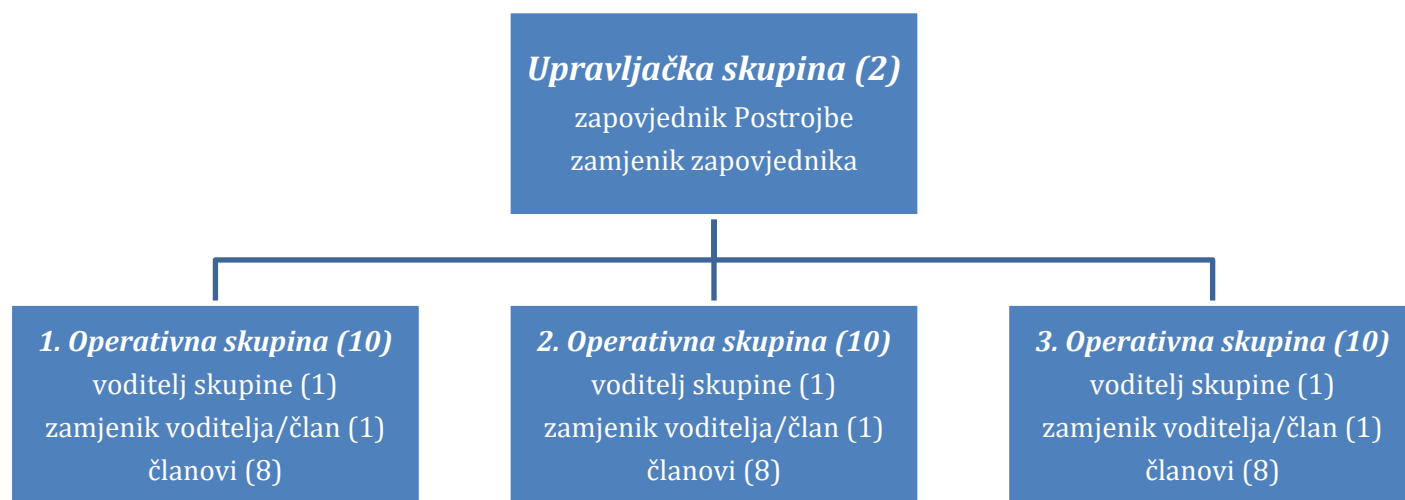 Upravljačka skupina (2)
zapovjednik Postrojbe
zamjenik zapovjednika
1. Operativna skupina (10)
voditelj skupine (1)
zamjenik voditelja/član (1)
članovi (8)
2. Operativna skupina (10)
voditelj skupine (1)
zamjenik voditelja/član (1)
članovi (8)
3. Operativna skupina (10)
voditelj skupine (1)
zamjenik voditelja/član (1)
članovi (8)